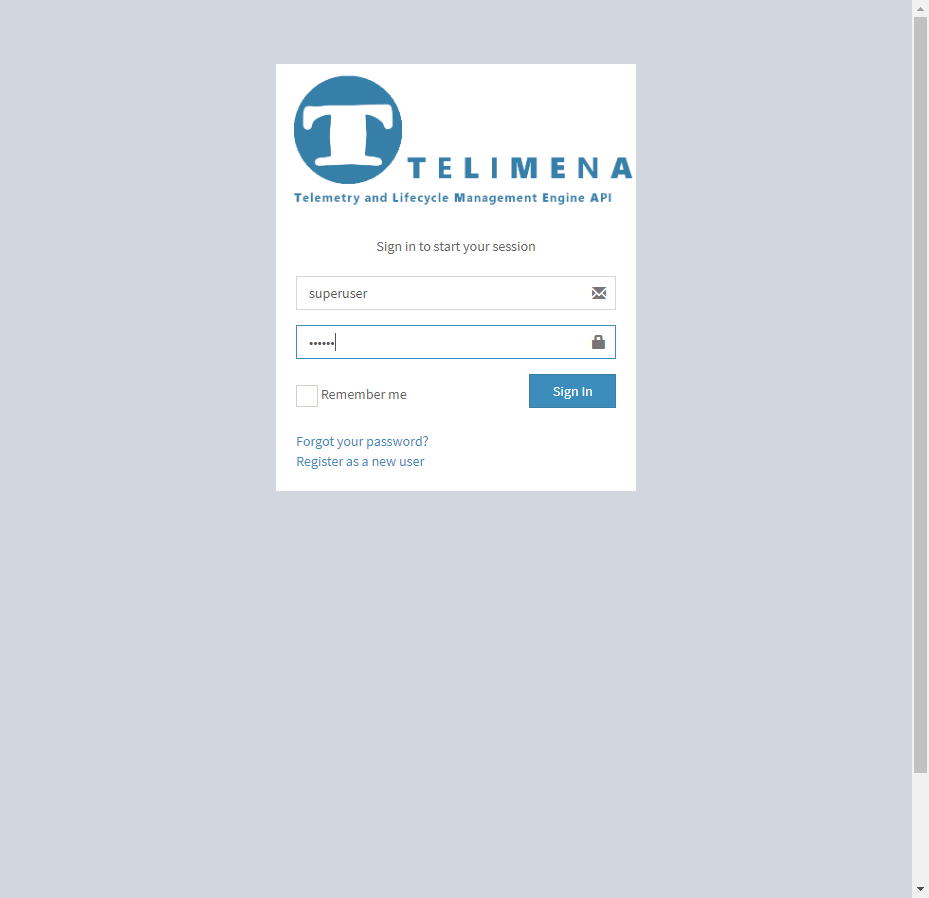 T TELIMENA
Telemetry and Lifecycle Management Engine API
Sign in to start your session
superuser
••••••
Remember me
Sign In
Forgot your password?
Register as a new user